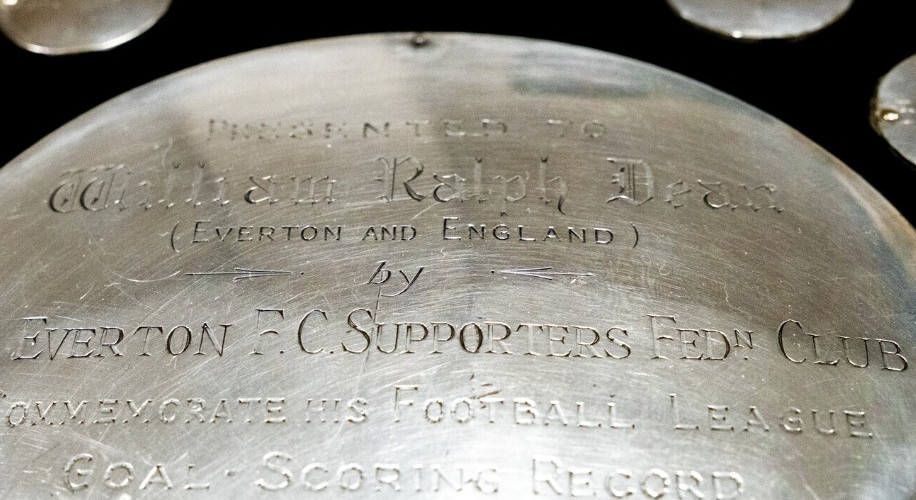 PRESENTED TO
William Ralph Dean
(EVERTON AND ENGLAND)
by
EVERTON F.C. SUPPORTERS FEDN CLUB
COMMEMORATE HIS FOOTBALL LEAGUE
GOAL-SCORING RECORD